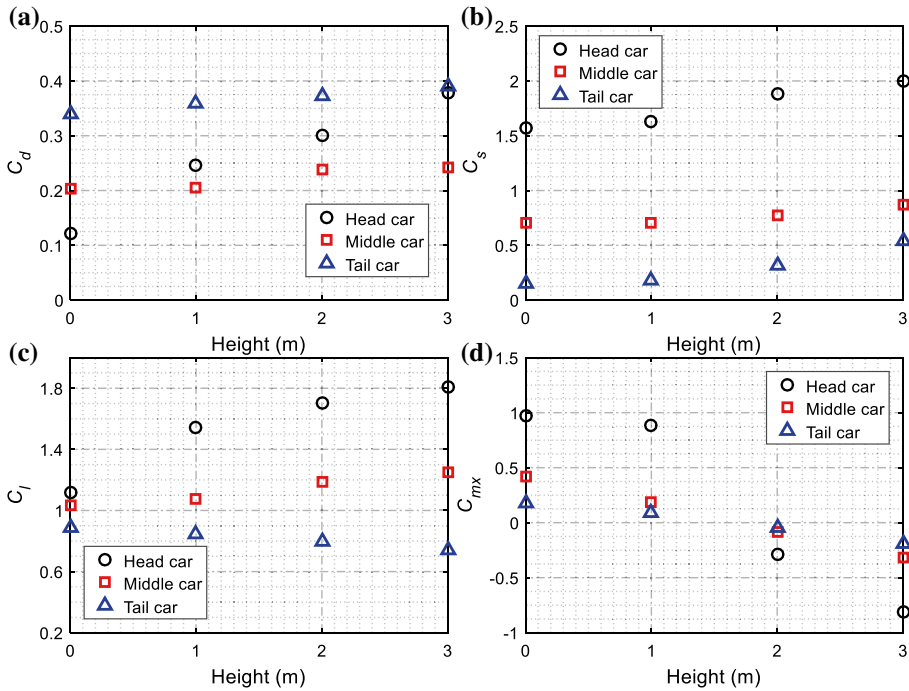 (a)
0.5
0.4
0.3
0.2
0.1
0
C_d
Head car
Middle car
Tail car
0 1 2 3
Height (m)
(b)
2.5
2
1.5
1
0.5
0
C_s
Head car
Middle car
Tail car
0 1 2 3
Height (m)
(c)
1.8
1.4
1
0.6
0.2
C_l
Head car
Middle car
Tail car
0 1 2 3
Height (m)
(d)
1.5
1
0.5
0
-0.5
-1
C_mx
Head car
Middle car
Tail car
0 1 2 3
Height (m)